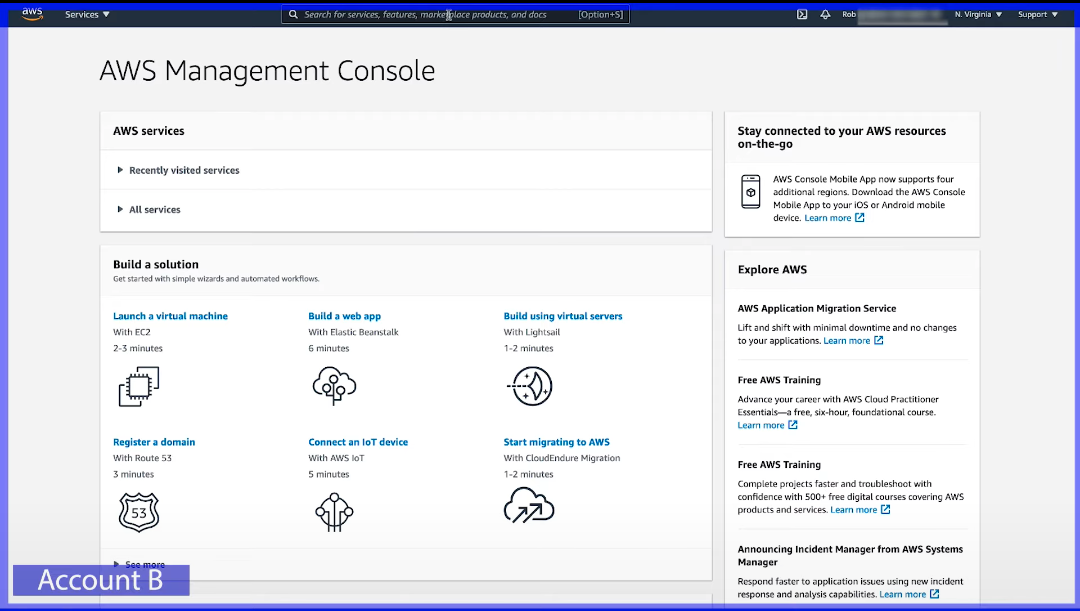 aws
Services
Search for services, features, marketplace products, and docs
[Option+S]
Rob
N. Virginia
Support
AWS Management Console
AWS services
Recently visited services
All services
Build a solution
Get started with simple wizards and automated workflows.
Launch a virtual machine
With EC2
2-3 minutes
Build a web app
With Elastic Beanstalk
6 minutes
Build using virtual servers
With Lightsail
1-2 minutes
Register a domain
With Route 53
3 minutes
53
Connect an IoT device
With AWS IoT
5 minutes
Start migrating to AWS
With CloudEndure Migration
1-2 minutes
See more
Stay connected to your AWS resources
on-the-go
AWS Console Mobile App now supports four
additional regions. Download the AWS Console
Mobile App to your iOS or Android mobile
device. Learn more
Explore AWS
AWS Application Migration Service
Lift and shift with minimal downtime and no changes
to your applications. Learn more
Free AWS Training
Advance your career with AWS Cloud Practitioner
Essentials—a free, six-hour, foundational course.
Learn more
Free AWS Training
Complete projects faster and troubleshoot with
confidence with 500+ free digital courses covering AWS
products and services. Learn more
Announcing Incident Manager from AWS Systems
Manager
Respond faster to application issues using new incident
response and analysis capabilities. Learn more
Account B